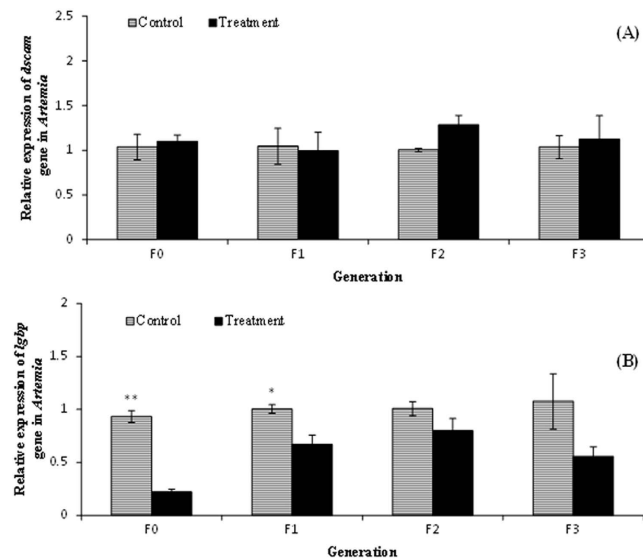 Control Treatment
(A)
2.5
2
1.5
1
0.5
0
Relative expression of dscam
gene in Artemia
F0 F1 F2 F3
Generation
Control Treatment
(B)
2
1.5
1
0.5
0
Relative expression of lgbp
gene in Artemia
** *
F0 F1 F2 F3
Generation